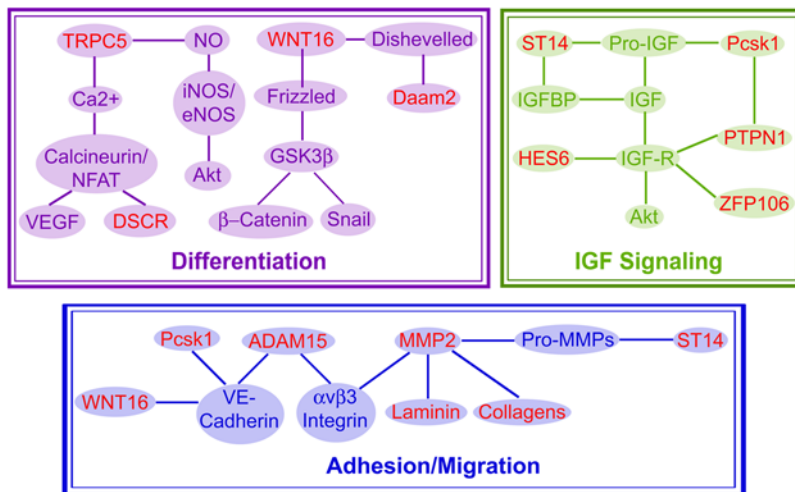 TRPC5
NO
WNT16
Dishevelled
Ca2+
iNOS/
eNOS
Frizzled
Daam2
Calcineurin/
NFAT
Akt
GSK3β
VEGF
DSCR
β–Catenin
Snail
Differentiation
ST14
Pro-IGF
Pcsk1
IGFBP
IGF
HES6
IGF-R
PTPN1
Akt
ZFP106
IGF Signaling
Pcsk1
ADAM15
MMP2
Pro-MMPs
ST14
WNT16
VE-
Cadherin
αvβ3
Integrin
Laminin
Collagens
Adhesion/Migration